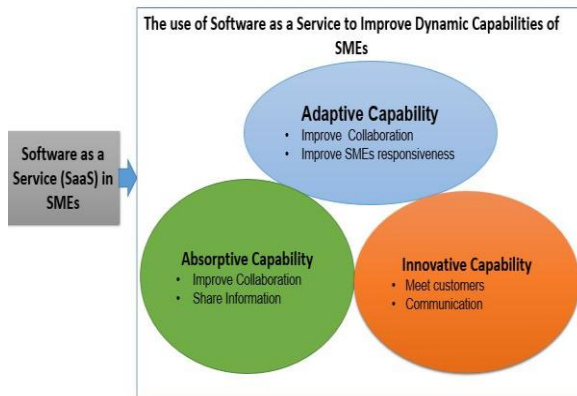 The use of Software as a Service to Improve Dynamic Capabilities of
SMEs
Software as a
Service (SaaS) in
SMEs
Adaptive Capability
• Improve Collaboration
• Improve SMEs responsiveness
Absorptive Capability
• Improve Collaboration
• Share Information
Innovative Capability
• Meet customers
• Communication